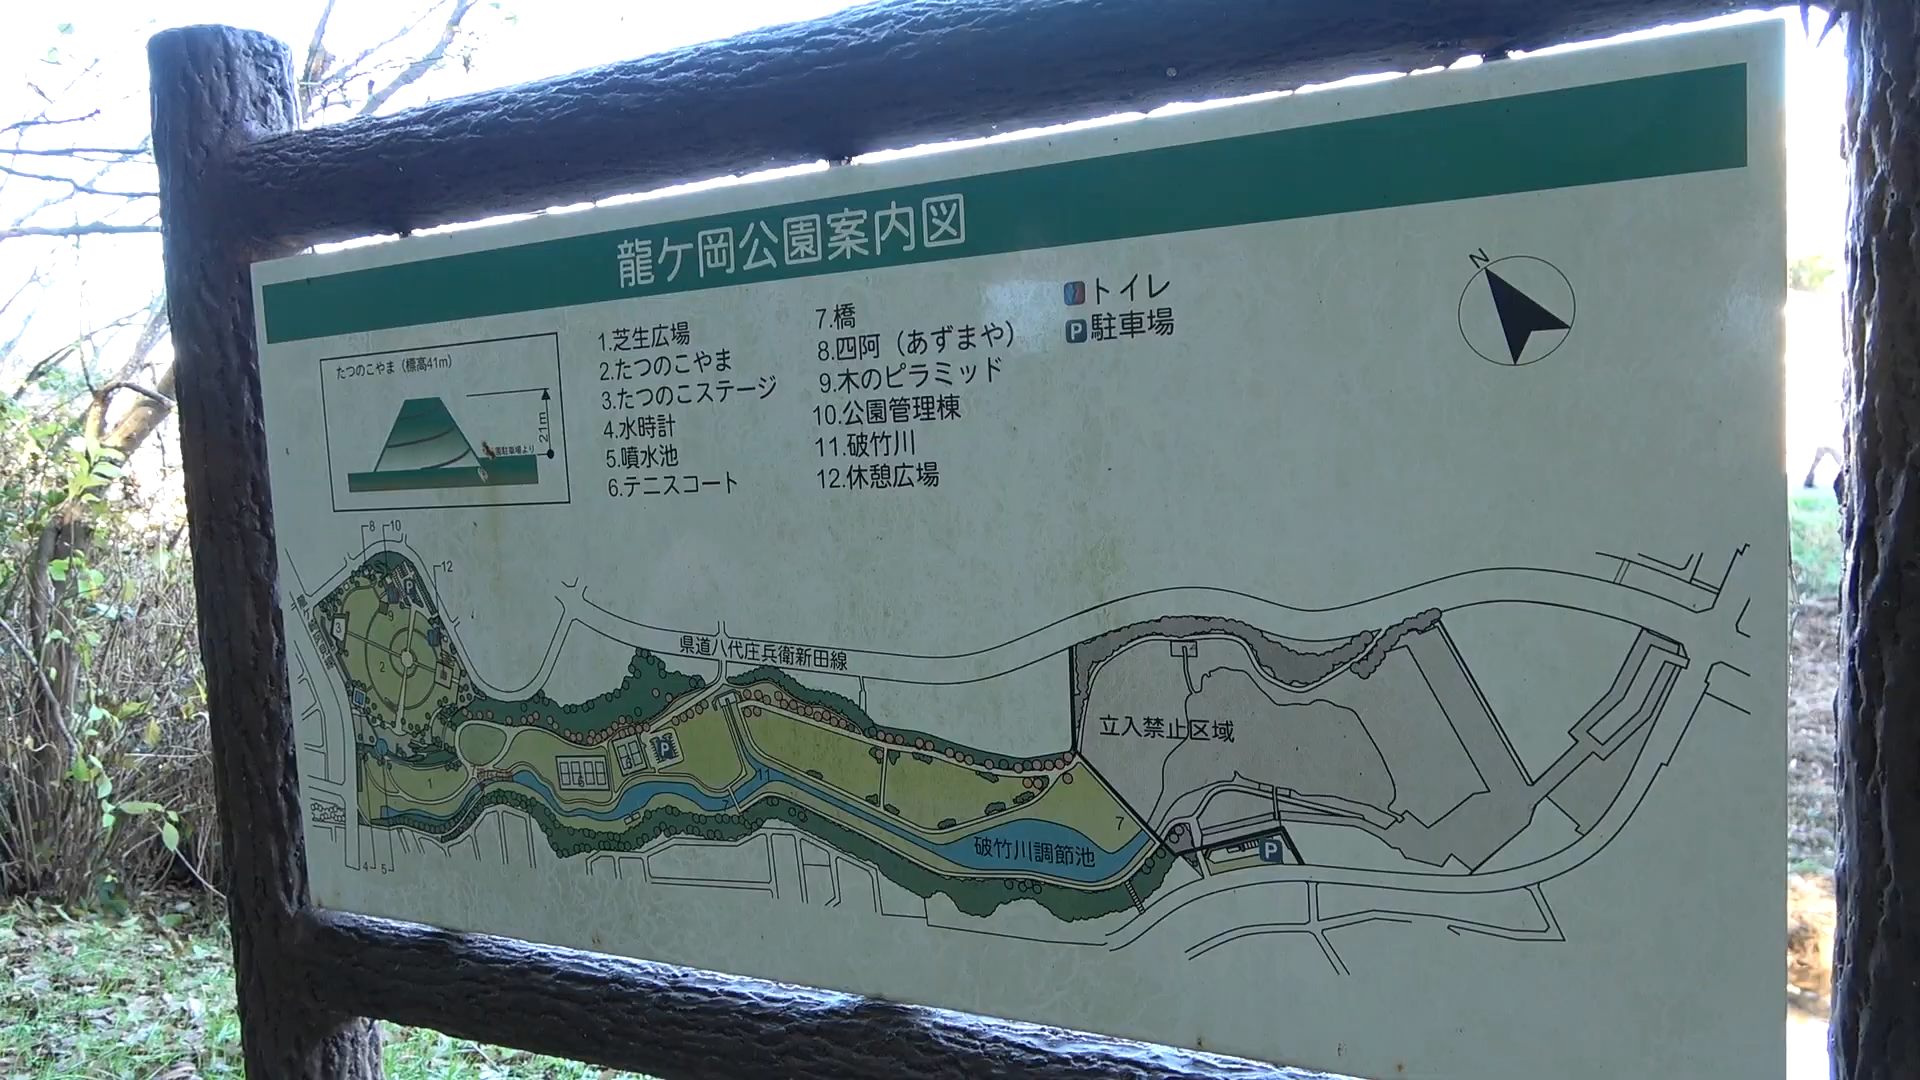 龍ケ岡公園案内図
たつのこやま（標高41m）
21m
1.芝生広場
2.たつのこやま
3.たつのこステージ
4.水時計
5.噴水池
6.テニスコート
7.橋
8.四阿（あずまや）
9.木のピラミッド
10.公園管理棟
11.破竹川
12.休憩広場
トイレ
P 駐車場
N
8
10
12
P
9
3
2
県道八代庄兵衛新田線
立入禁止区域
P
1
6
11
7
7
破竹川調節池
P
4
5